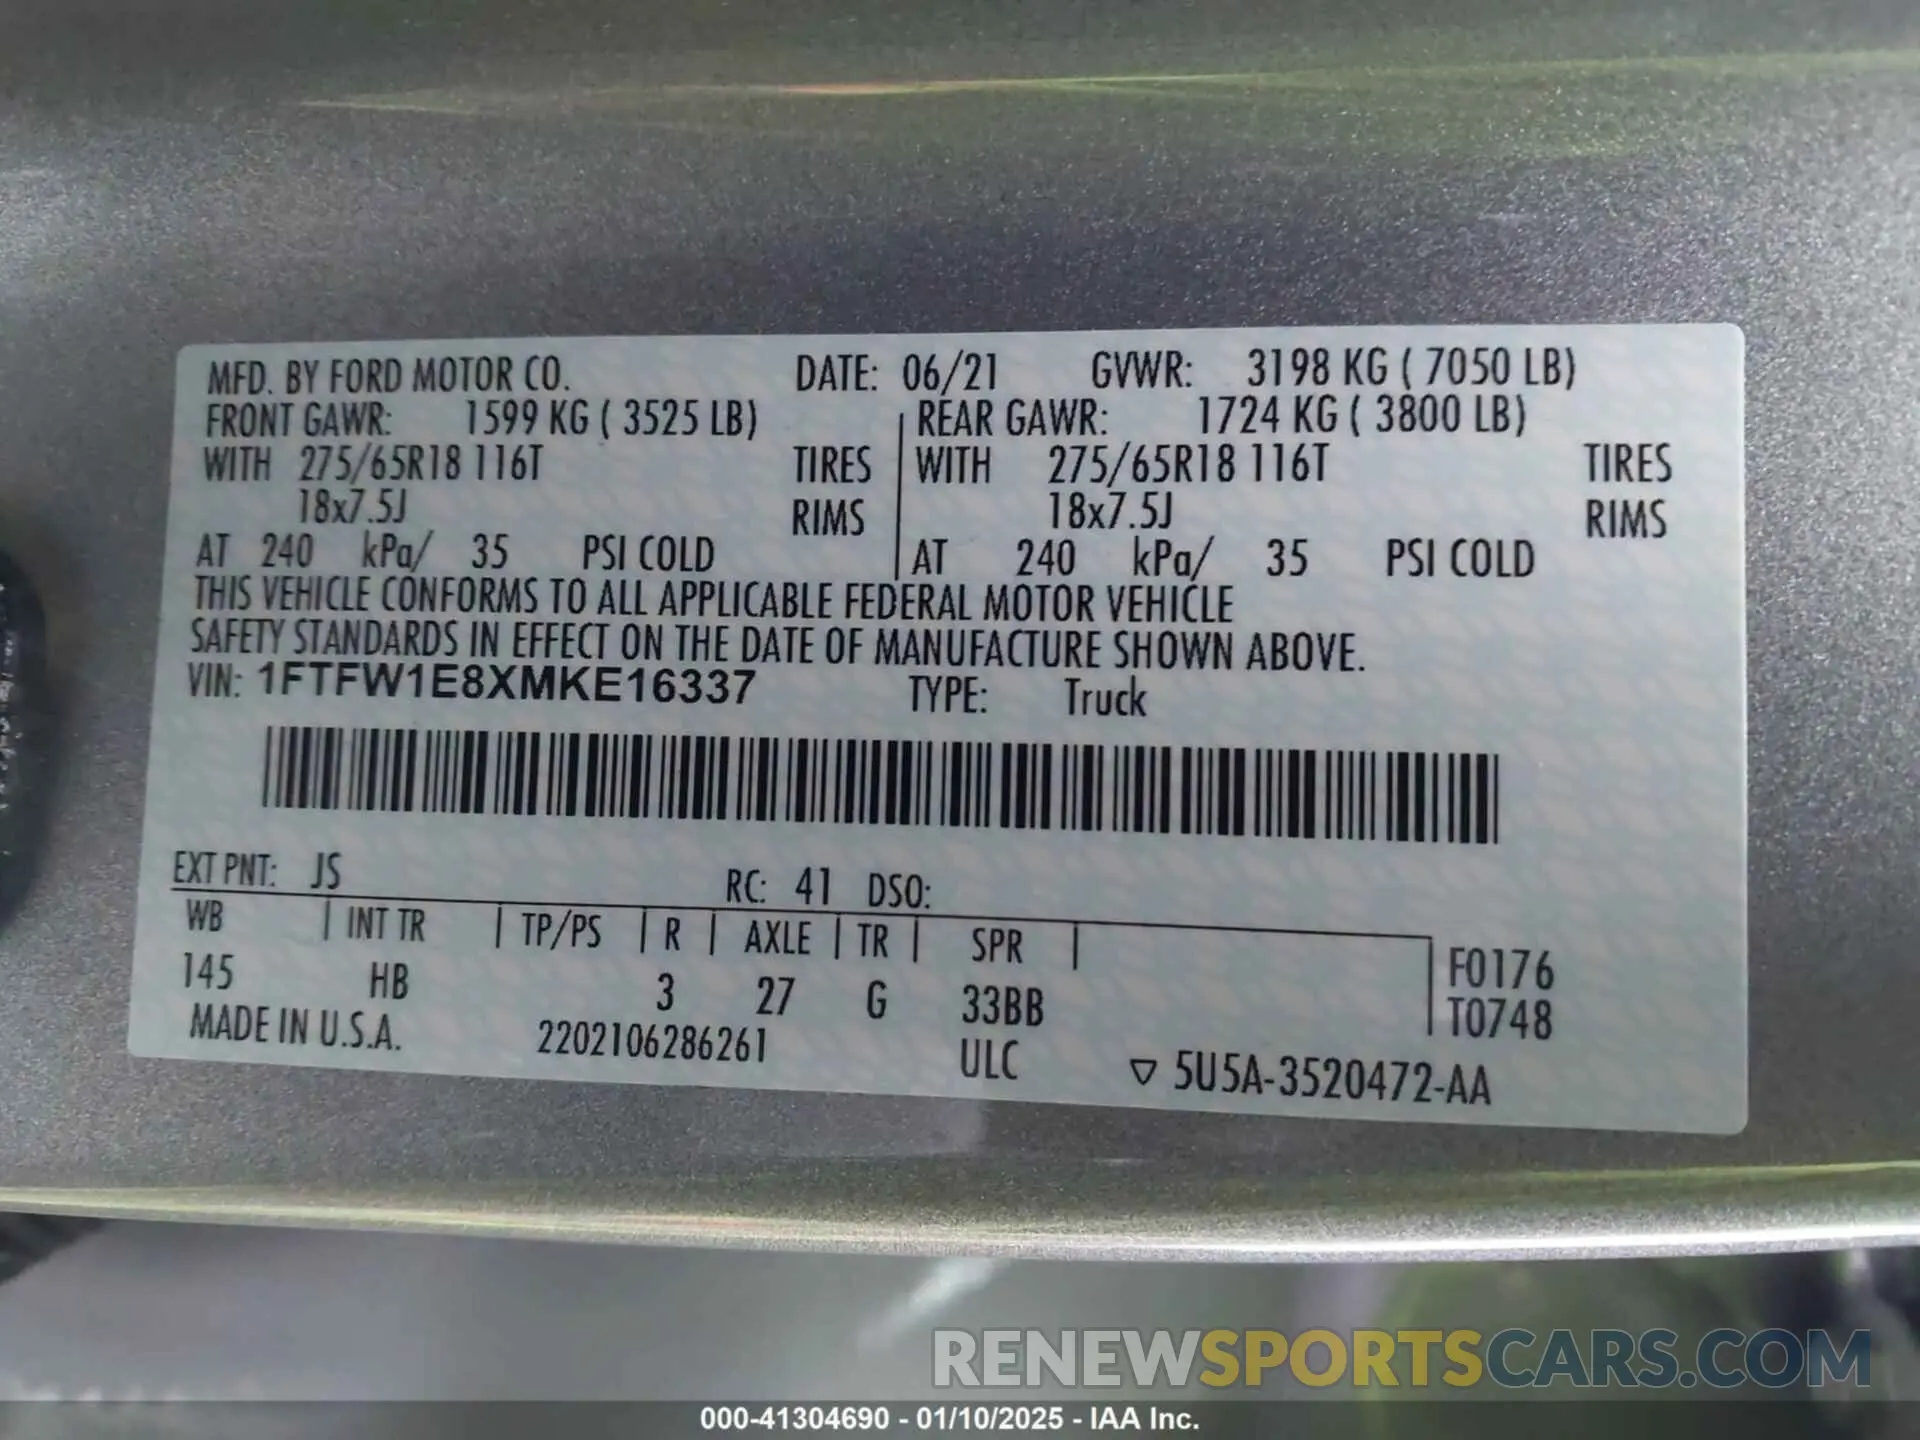 MFD. BY FORD MOTOR CO. DATE: 06/21 GVWR: 3198 KG ( 7050 LB)
FRONT GAWR: 1599 KG ( 3525 LB) REAR GAWR: 1724 KG ( 3800 LB)
WITH 275/65R18 116T TIRES WITH 275/65R18 116T TIRES
18x7.5J RIMS 18x7.5J RIMS
AT 240 kPa/ 35 PSI COLD AT 240 kPa/ 35 PSI COLD
THIS VEHICLE CONFORMS TO ALL APPLICABLE FEDERAL MOTOR VEHICLE
SAFETY STANDARDS IN EFFECT ON THE DATE OF MANUFACTURE SHOWN ABOVE.
VIN: 1FTFW1E8XMKE16337 TYPE: Truck
EXT PNT: JS RC: 41 DSO:
WB INT TR TP/PS R AXLE TR SPR F0176
145 HB 3 27 G 33BB T0748
MADE IN U.S.A. 2202106286261 ULC ▽ 5U5A-3520472-AA
RENEWSPORTSCARS.COM
000-41304690 - 01/10/2025 - IAA Inc.